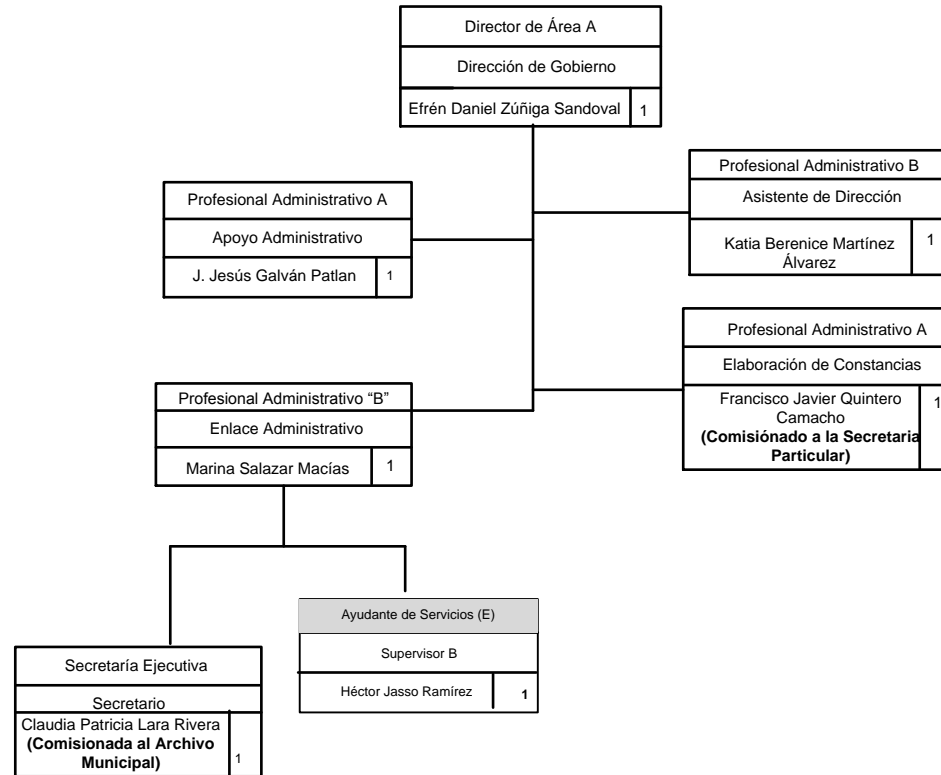 Director de Área A
Dirección de Gobierno
Efrén Daniel Zúñiga Sandoval 1
Profesional Administrativo B
Asistente de Dirección
Katia Berenice Martínez 1
Álvarez
Profesional Administrativo A
Apoyo Administrativo
J. Jesús Galván Patlan 1
Profesional Administrativo A
Elaboración de Constancias
Francisco Javier Quintero 1
Camacho
(Comisiónado a la Secretaria
Particular)
Profesional Administrativo “B”
Enlace Administrativo
Marina Salazar Macías 1
Ayudante de Servicios (E)
Supervisor B
Héctor Jasso Ramírez 1
Secretaría Ejecutiva
Secretario
Claudia Patricia Lara Rivera
(Comisionada al Archivo
Municipal) 1